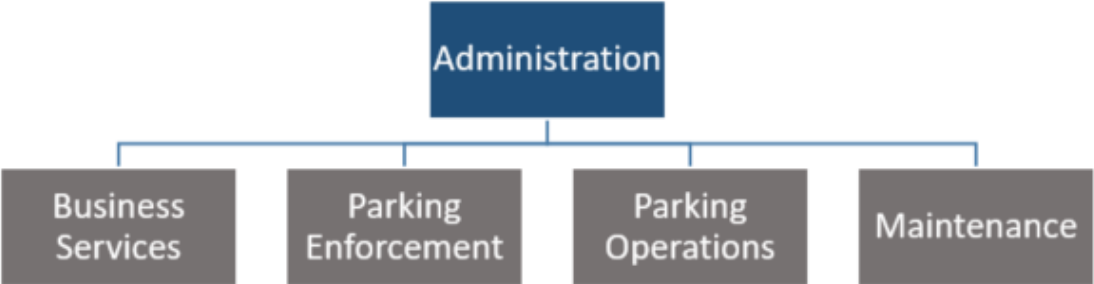 Administration
Business
Services
Parking
Enforcement
Parking
Operations
Maintenance